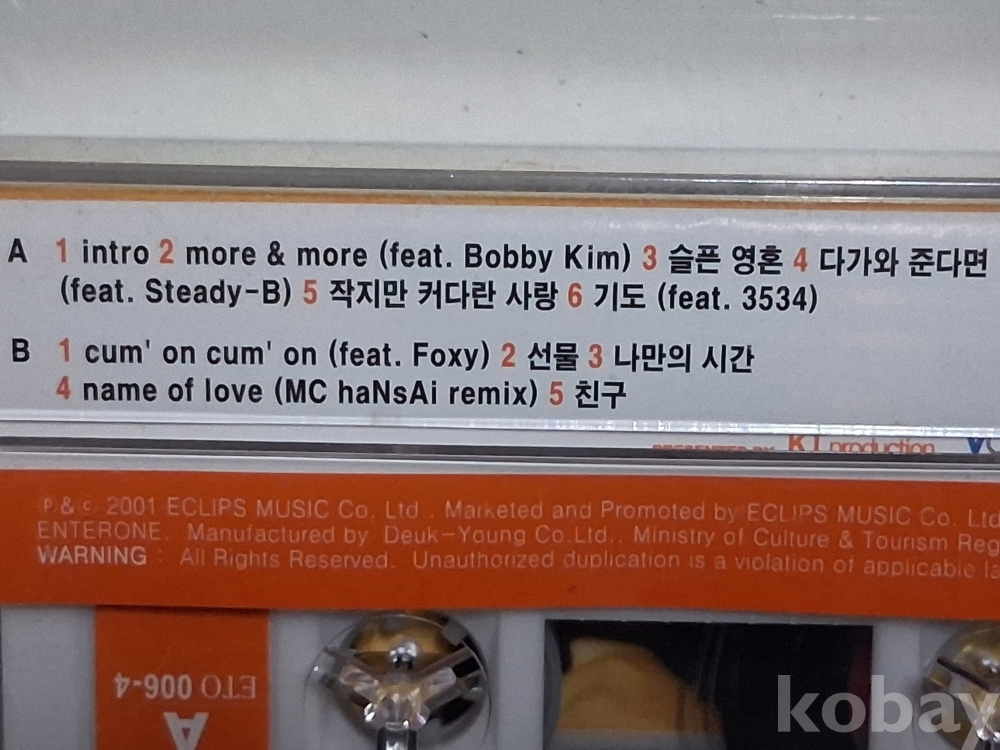 A 1 intro 2 more & more (feat. Bobby Kim) 3 슬픈 영혼 4 다가와 준다면
(feat. Steady-B) 5 작지만 커다란 사랑 6 기도 (feat. 3534)
B 1 cum' on cum' on (feat. Foxy) 2 선물 3 나만의 시간
4 name of love (MC haNsAi remix) 5 친구
PRESENTED BY KT production
℗ & © 2001 ECLIPS MUSIC Co. Ltd . Marketed and Promoted by ECLIPS MUSIC Co. Ltd
ENTERONE. Manufactured by Deuk-Young Co.Ltd.. Ministry of Culture & Tourism Reg
WARNING : All Rights Reserved. Unauthorized duplication is a violation of applicable la
ETO 006-4
A
kobay